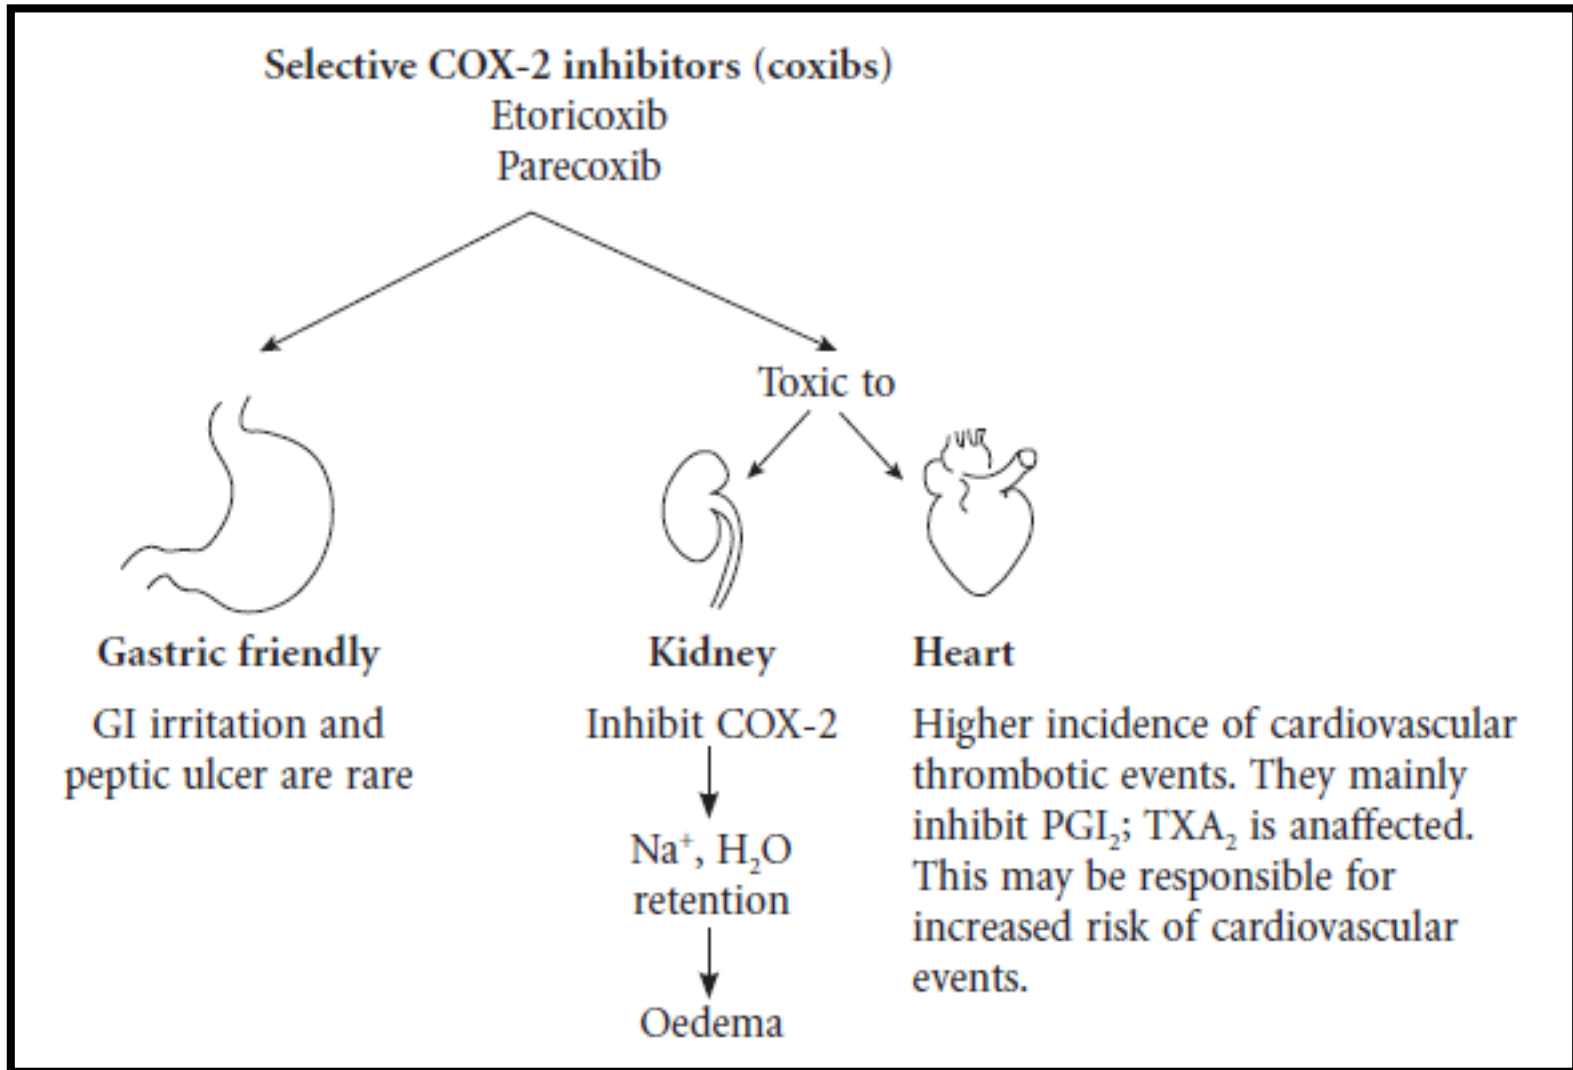 Selective COX-2 inhibitors (coxibs)
Etoricoxib
Parecoxib
Toxic to
Gastric friendly
GI irritation and
peptic ulcer are rare
Kidney
Inhibit COX-2
Na⁺, H₂O
retention
Oedema
Heart
Higher incidence of cardiovascular
thrombotic events. They mainly
inhibit PGI₂; TXA₂ is anaffected.
This may be responsible for
increased risk of cardiovascular
events.